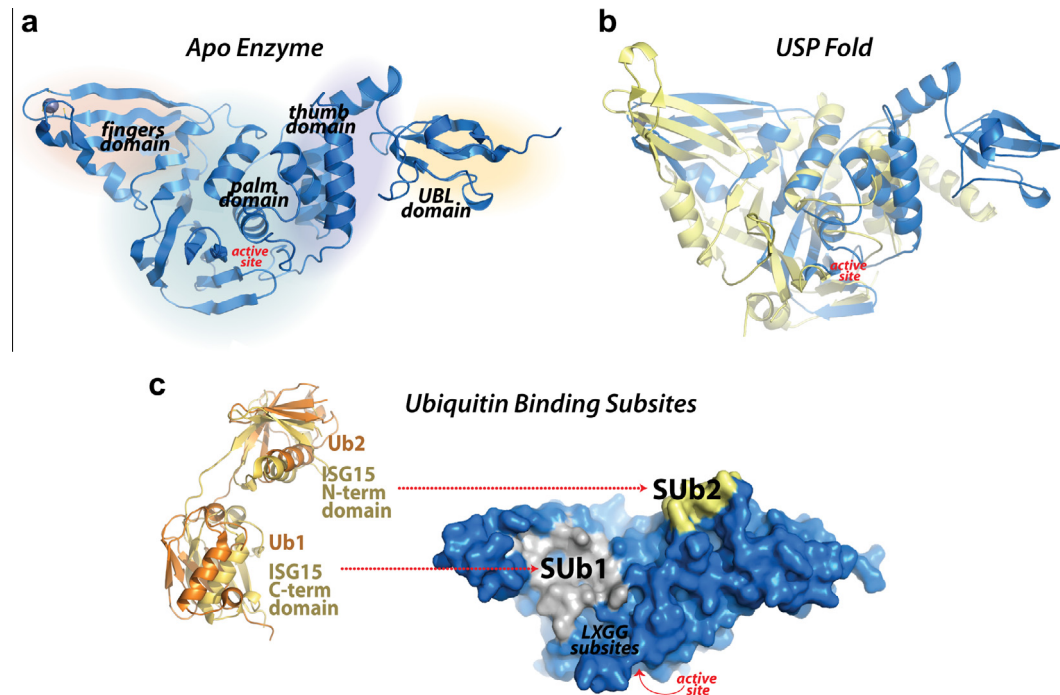 a
Apo Enzyme
fingers
domain
thumb
domain
palm
domain
UBL
domain
active
site
b
USP Fold
active
site
c
Ubiquitin Binding Subsites
Ub2
ISG15
N-term
domain
Ub1
ISG15
C-term
domain
SUb2
SUb1
LXGG
subsites
active
site